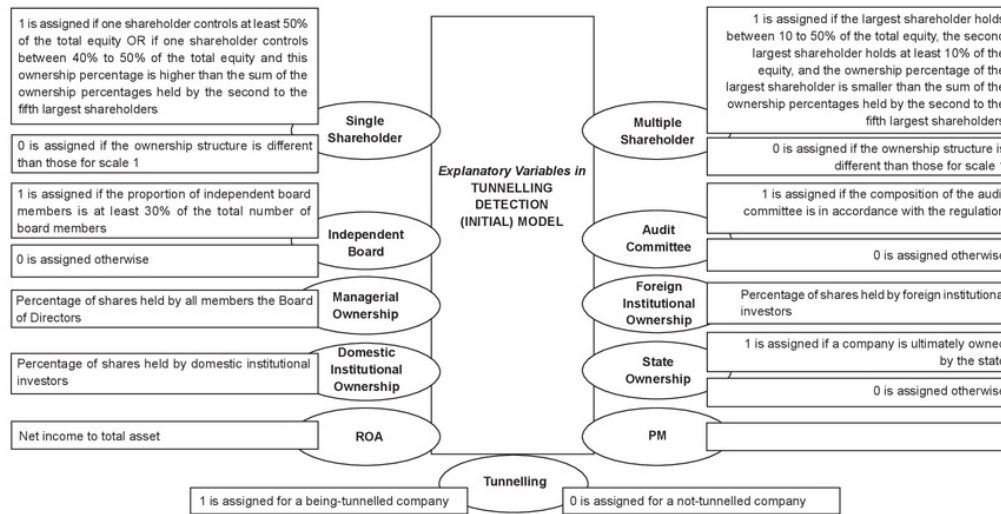 1 is assigned if one shareholder controls at least 50%
of the total equity OR if one shareholder controls
between 40% to 50% of the total equity and this
ownership percentage is higher than the sum of the
ownership percentages held by the second to the
fifth largest shareholders
0 is assigned if the ownership structure is different
than those for scale 1
Single
Shareholder
1 is assigned if the proportion of independent board
members is at least 30% of the total number of
board members
0 is assigned otherwise
Independent
Board
Percentage of shares held by all members the Board
of Directors
Managerial
Ownership
Percentage of shares held by domestic institutional
investors
Domestic
Institutional
Ownership
Net income to total asset
ROA
Explanatory Variables in
TUNNELLING
DETECTION
(INITIAL) MODEL
1 is assigned if the largest shareholder holds
between 10 to 50% of the total equity, the second
largest shareholder holds at least 10% of the
equity, and the ownership percentage of the
largest shareholder is smaller than the sum of the
ownership percentages held by the second to the
fifth largest shareholders
0 is assigned if the ownership structure is
different than those for scale 1
Multiple
Shareholder
1 is assigned if the composition of the audit
committee is in accordance with the regulation
0 is assigned otherwise
Audit
Committee
Percentage of shares held by foreign institutional
investors
Foreign
Institutional
Ownership
1 is assigned if a company is ultimately owned
by the state
0 is assigned otherwise
State
Ownership
PM
Tunnelling
1 is assigned for a being-tunnelled company
0 is assigned for a not-tunnelled company